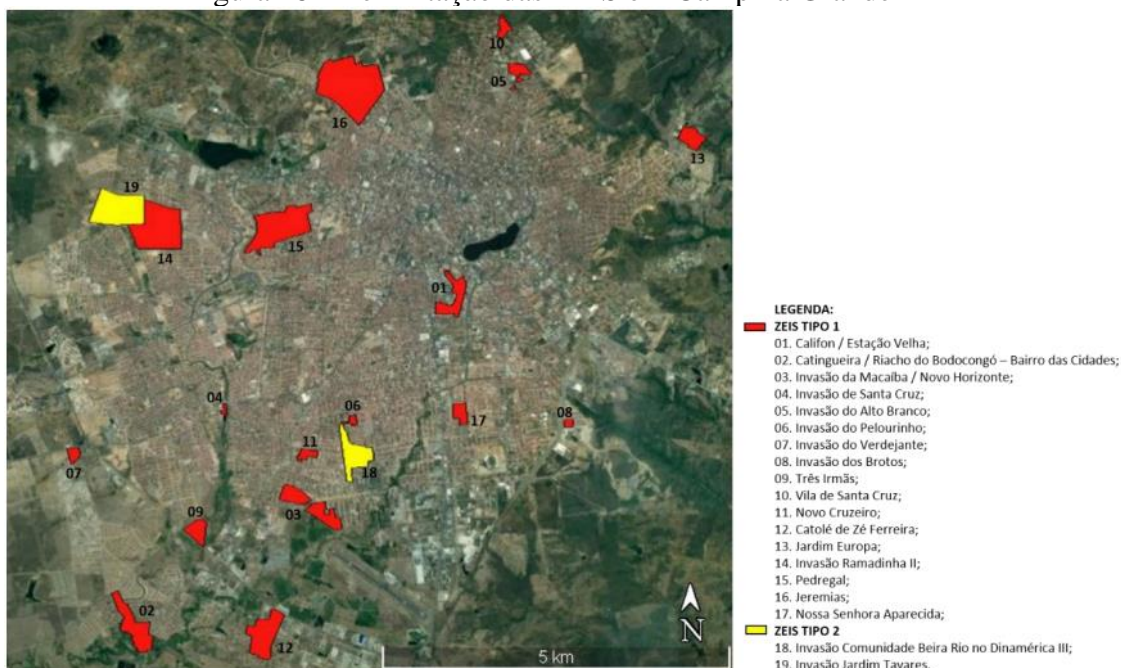 10
05
16
13
19
14
15
01
04
06
17
08
11
07
18
03
09
02
12
N
5 km
LEGENDA:
ZEIS TIPO 1
01. Califon / Estação Velha;
02. Catingueira / Riacho do Bodocongó – Bairro das Cidades;
03. Invasão da Macaíba / Novo Horizonte;
04. Invasão de Santa Cruz;
05. Invasão do Alto Branco;
06. Invasão do Pelourinho;
07. Invasão do Verdejante;
08. Invasão dos Brotos;
09. Três Irmãs;
10. Vila de Santa Cruz;
11. Novo Cruzeiro;
12. Catolé de Zé Ferreira;
13. Jardim Europa;
14. Invasão Ramadinha II;
15. Pedregal;
16. Jeremias;
17. Nossa Senhora Aparecida;
ZEIS TIPO 2
18. Invasão Comunidade Beira Rio no Dinamérica III;
19. Invasão Jardim Tavares.